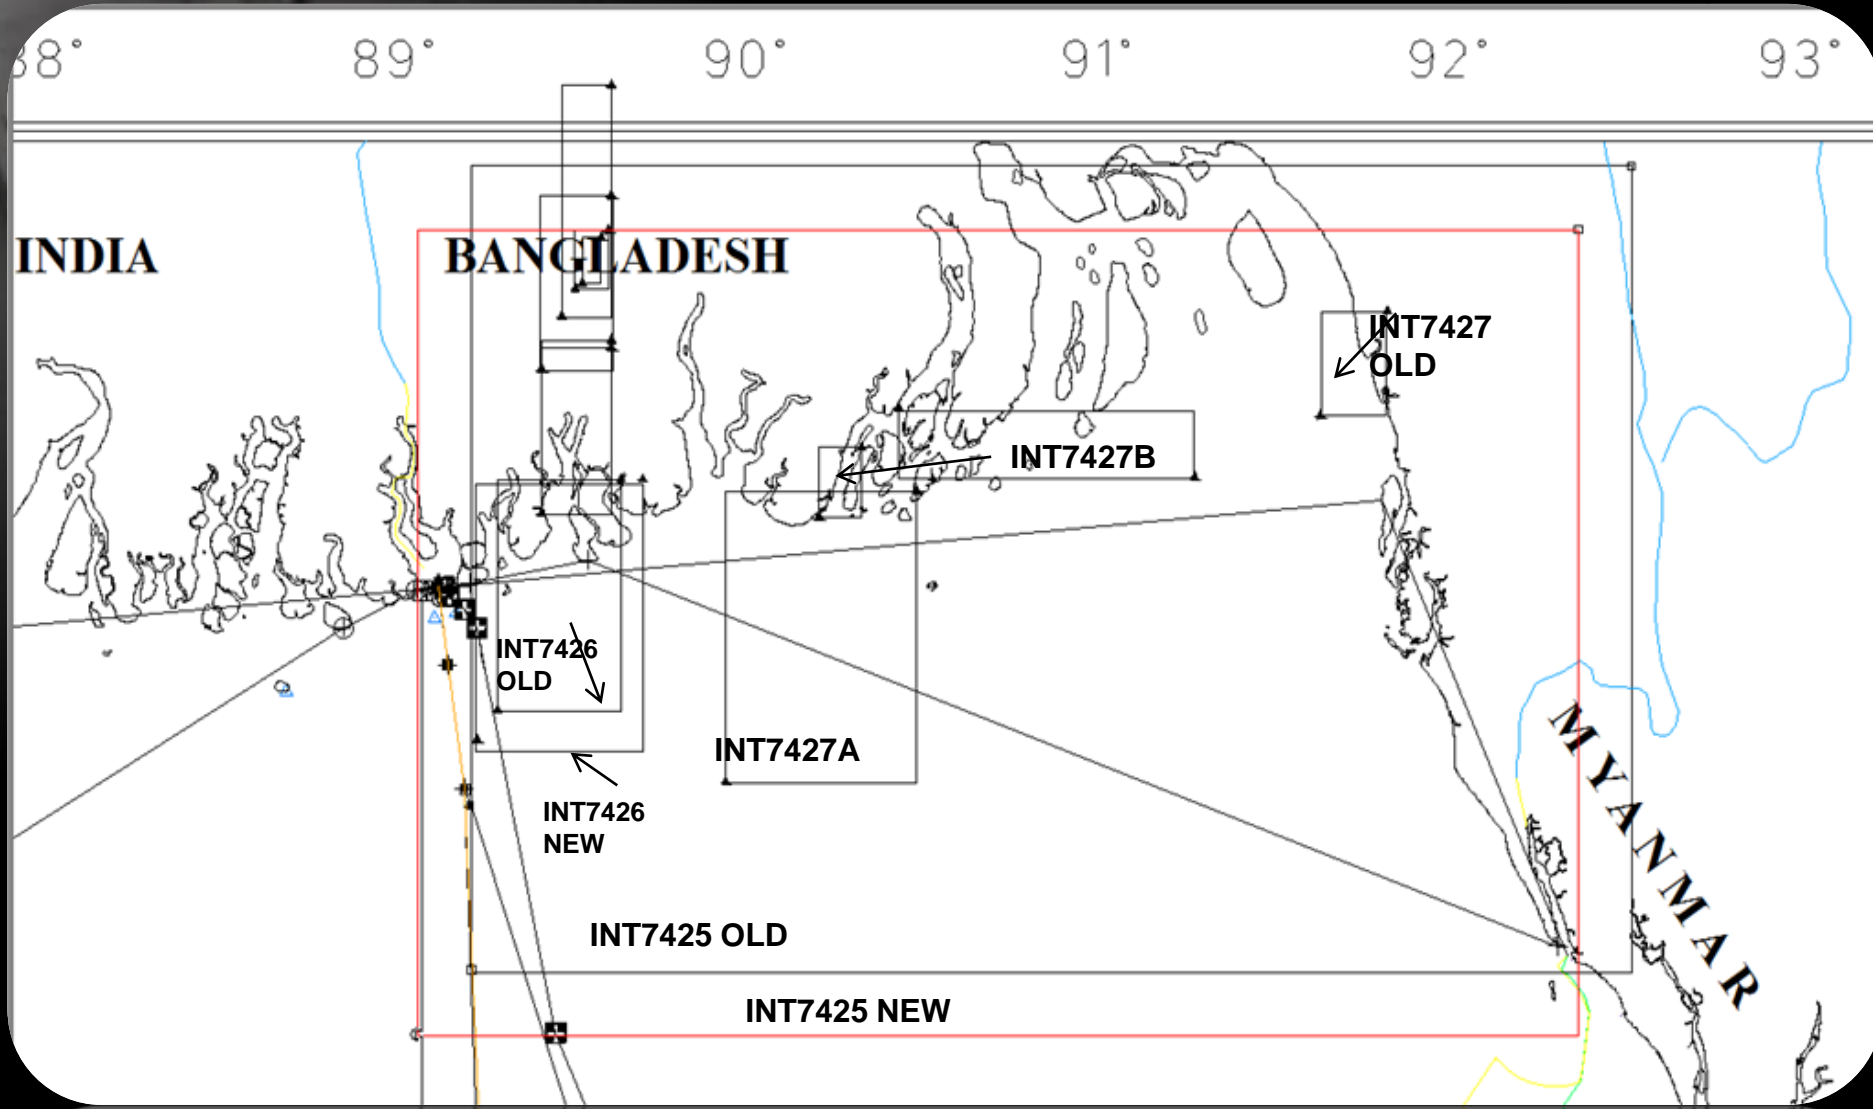 88°
89°
90°
91°
92°
93°
INDIA
BANGLADESH
INT7427
OLD
INT7427B
INT7426
OLD
INT7427A
INT7426
NEW
MYANMAR
INT7425 OLD
INT7425 NEW